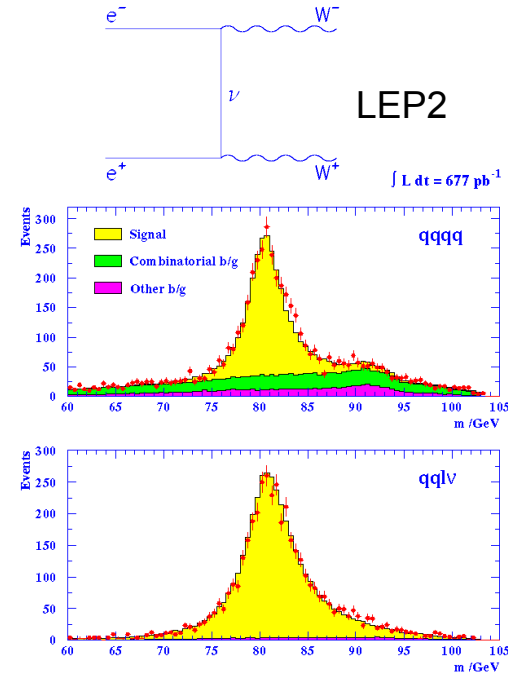 e⁻ W⁻
ν
LEP2
e⁺ W⁺
∫ L dt = 677 pb⁻¹
Events
300
250
200
150
100
50
0
Signal
Combinatorial b/g
Other b/g
qqqq
60 65 70 75 80 85 90 95 100 105
m /GeV
Events
300
250
200
150
100
50
0
qqlν
60 65 70 75 80 85 90 95 100 105
m /GeV